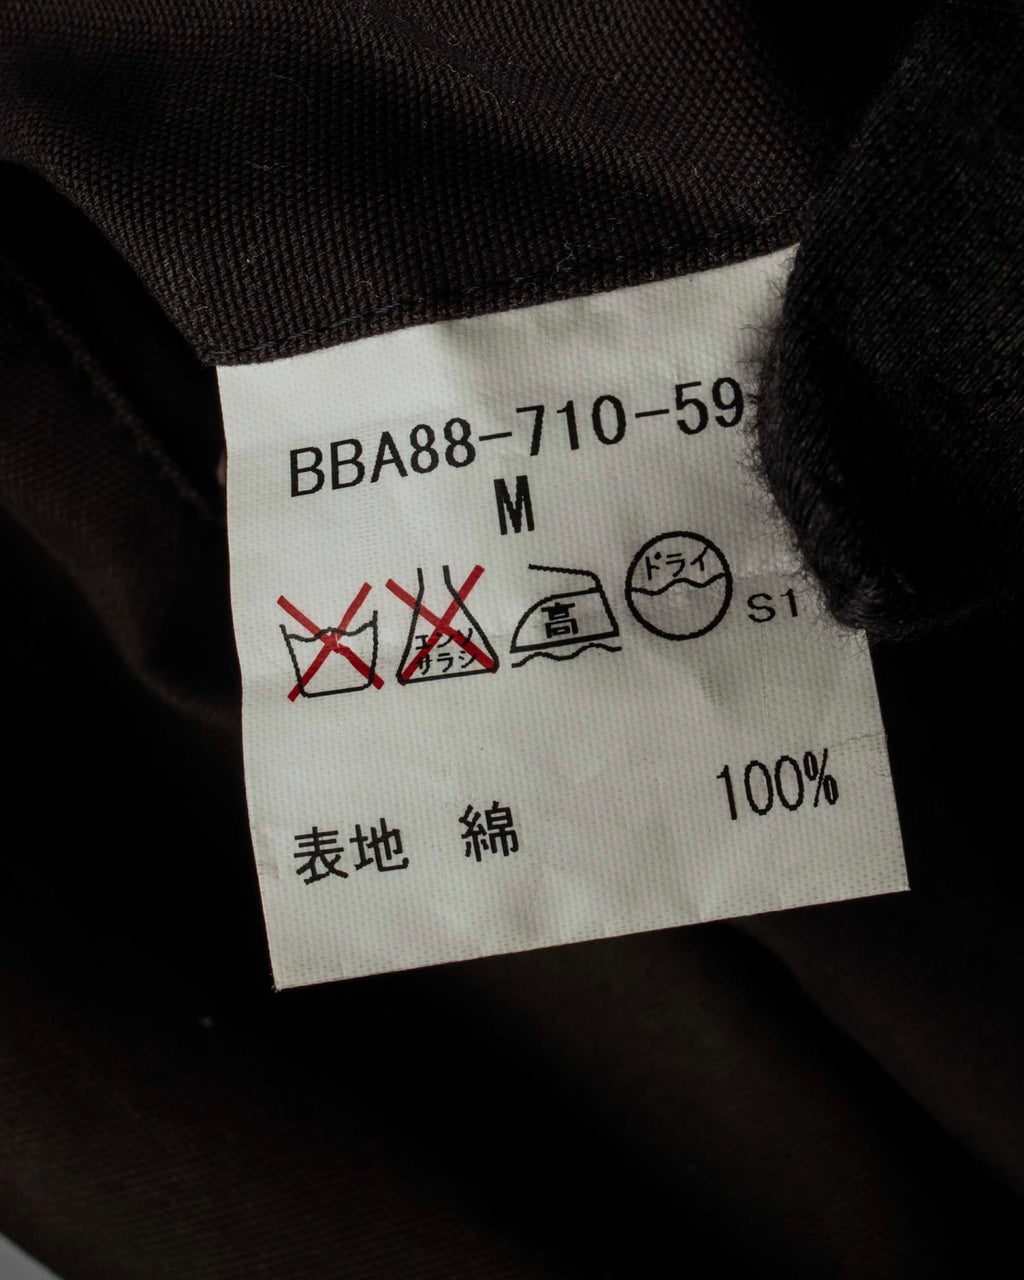 BBA88-710-59
M
エンソ
サラシ
高
ドライ
S1
表地 綿 100%